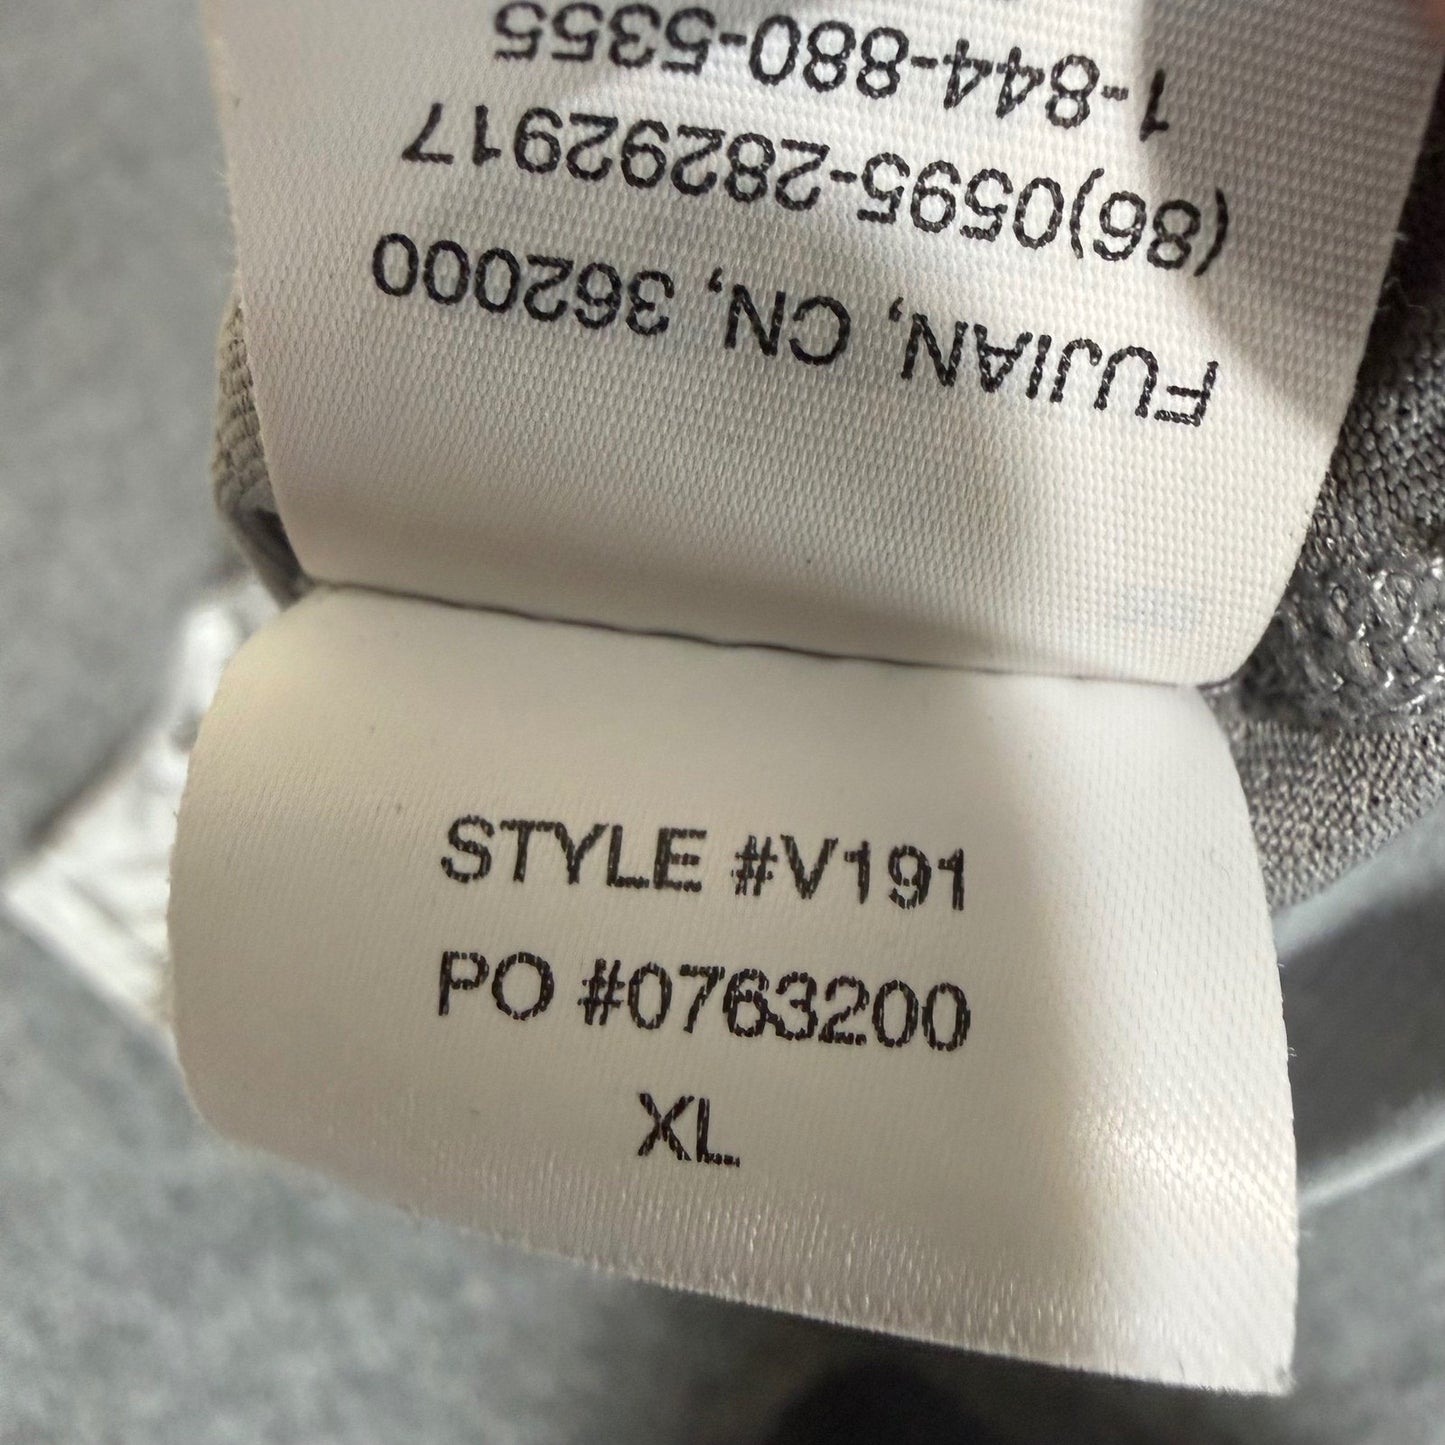 FUJIAN, CN, 362000
(86)0595-28292917
1-844-880-5355
STYLE #V191
PO #0763200
XL